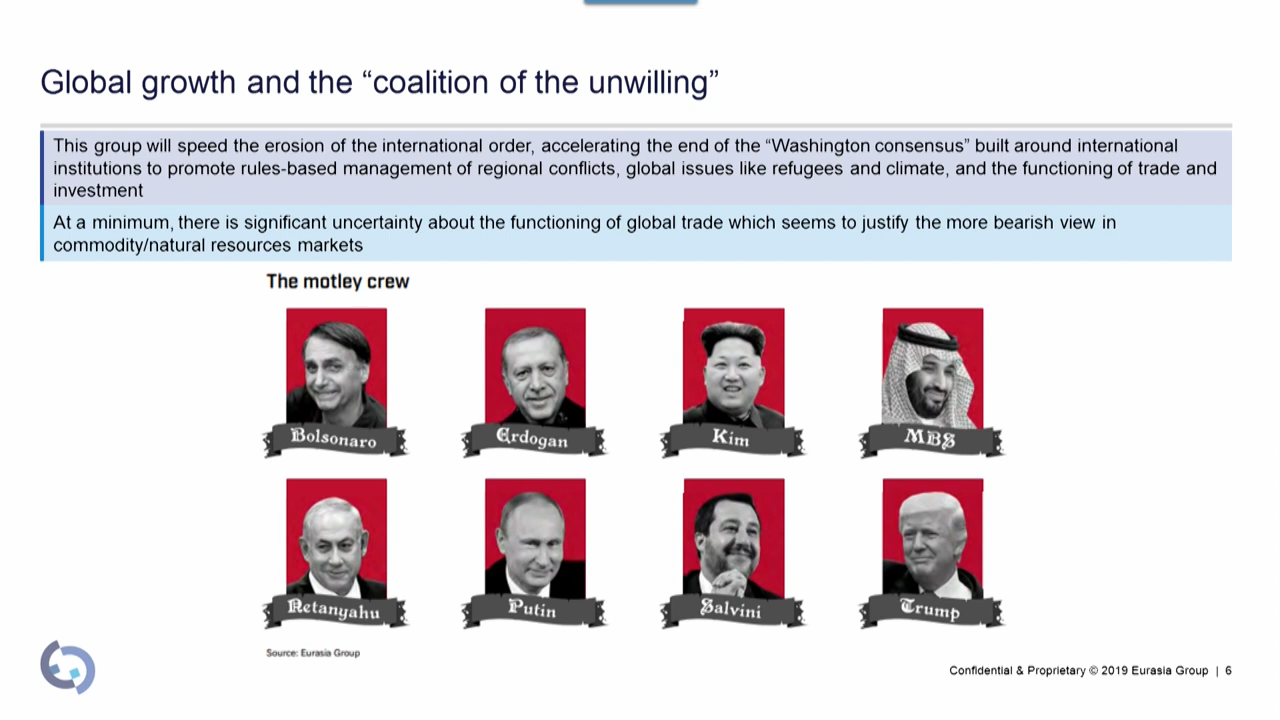 Global growth and the “coalition of the unwilling”
This group will speed the erosion of the international order, accelerating the end of the “Washington consensus” built around international
institutions to promote rules-based management of regional conflicts, global issues like refugees and climate, and the functioning of trade and
investment
At a minimum, there is significant uncertainty about the functioning of global trade which seems to justify the more bearish view in
commodity/natural resources markets
The motley crew
Bolsonaro
Erdogan
Kim
MBS
Netanyahu
Putin
Salvini
Trump
Source: Eurasia Group
Confidential & Proprietary © 2019 Eurasia Group | 6